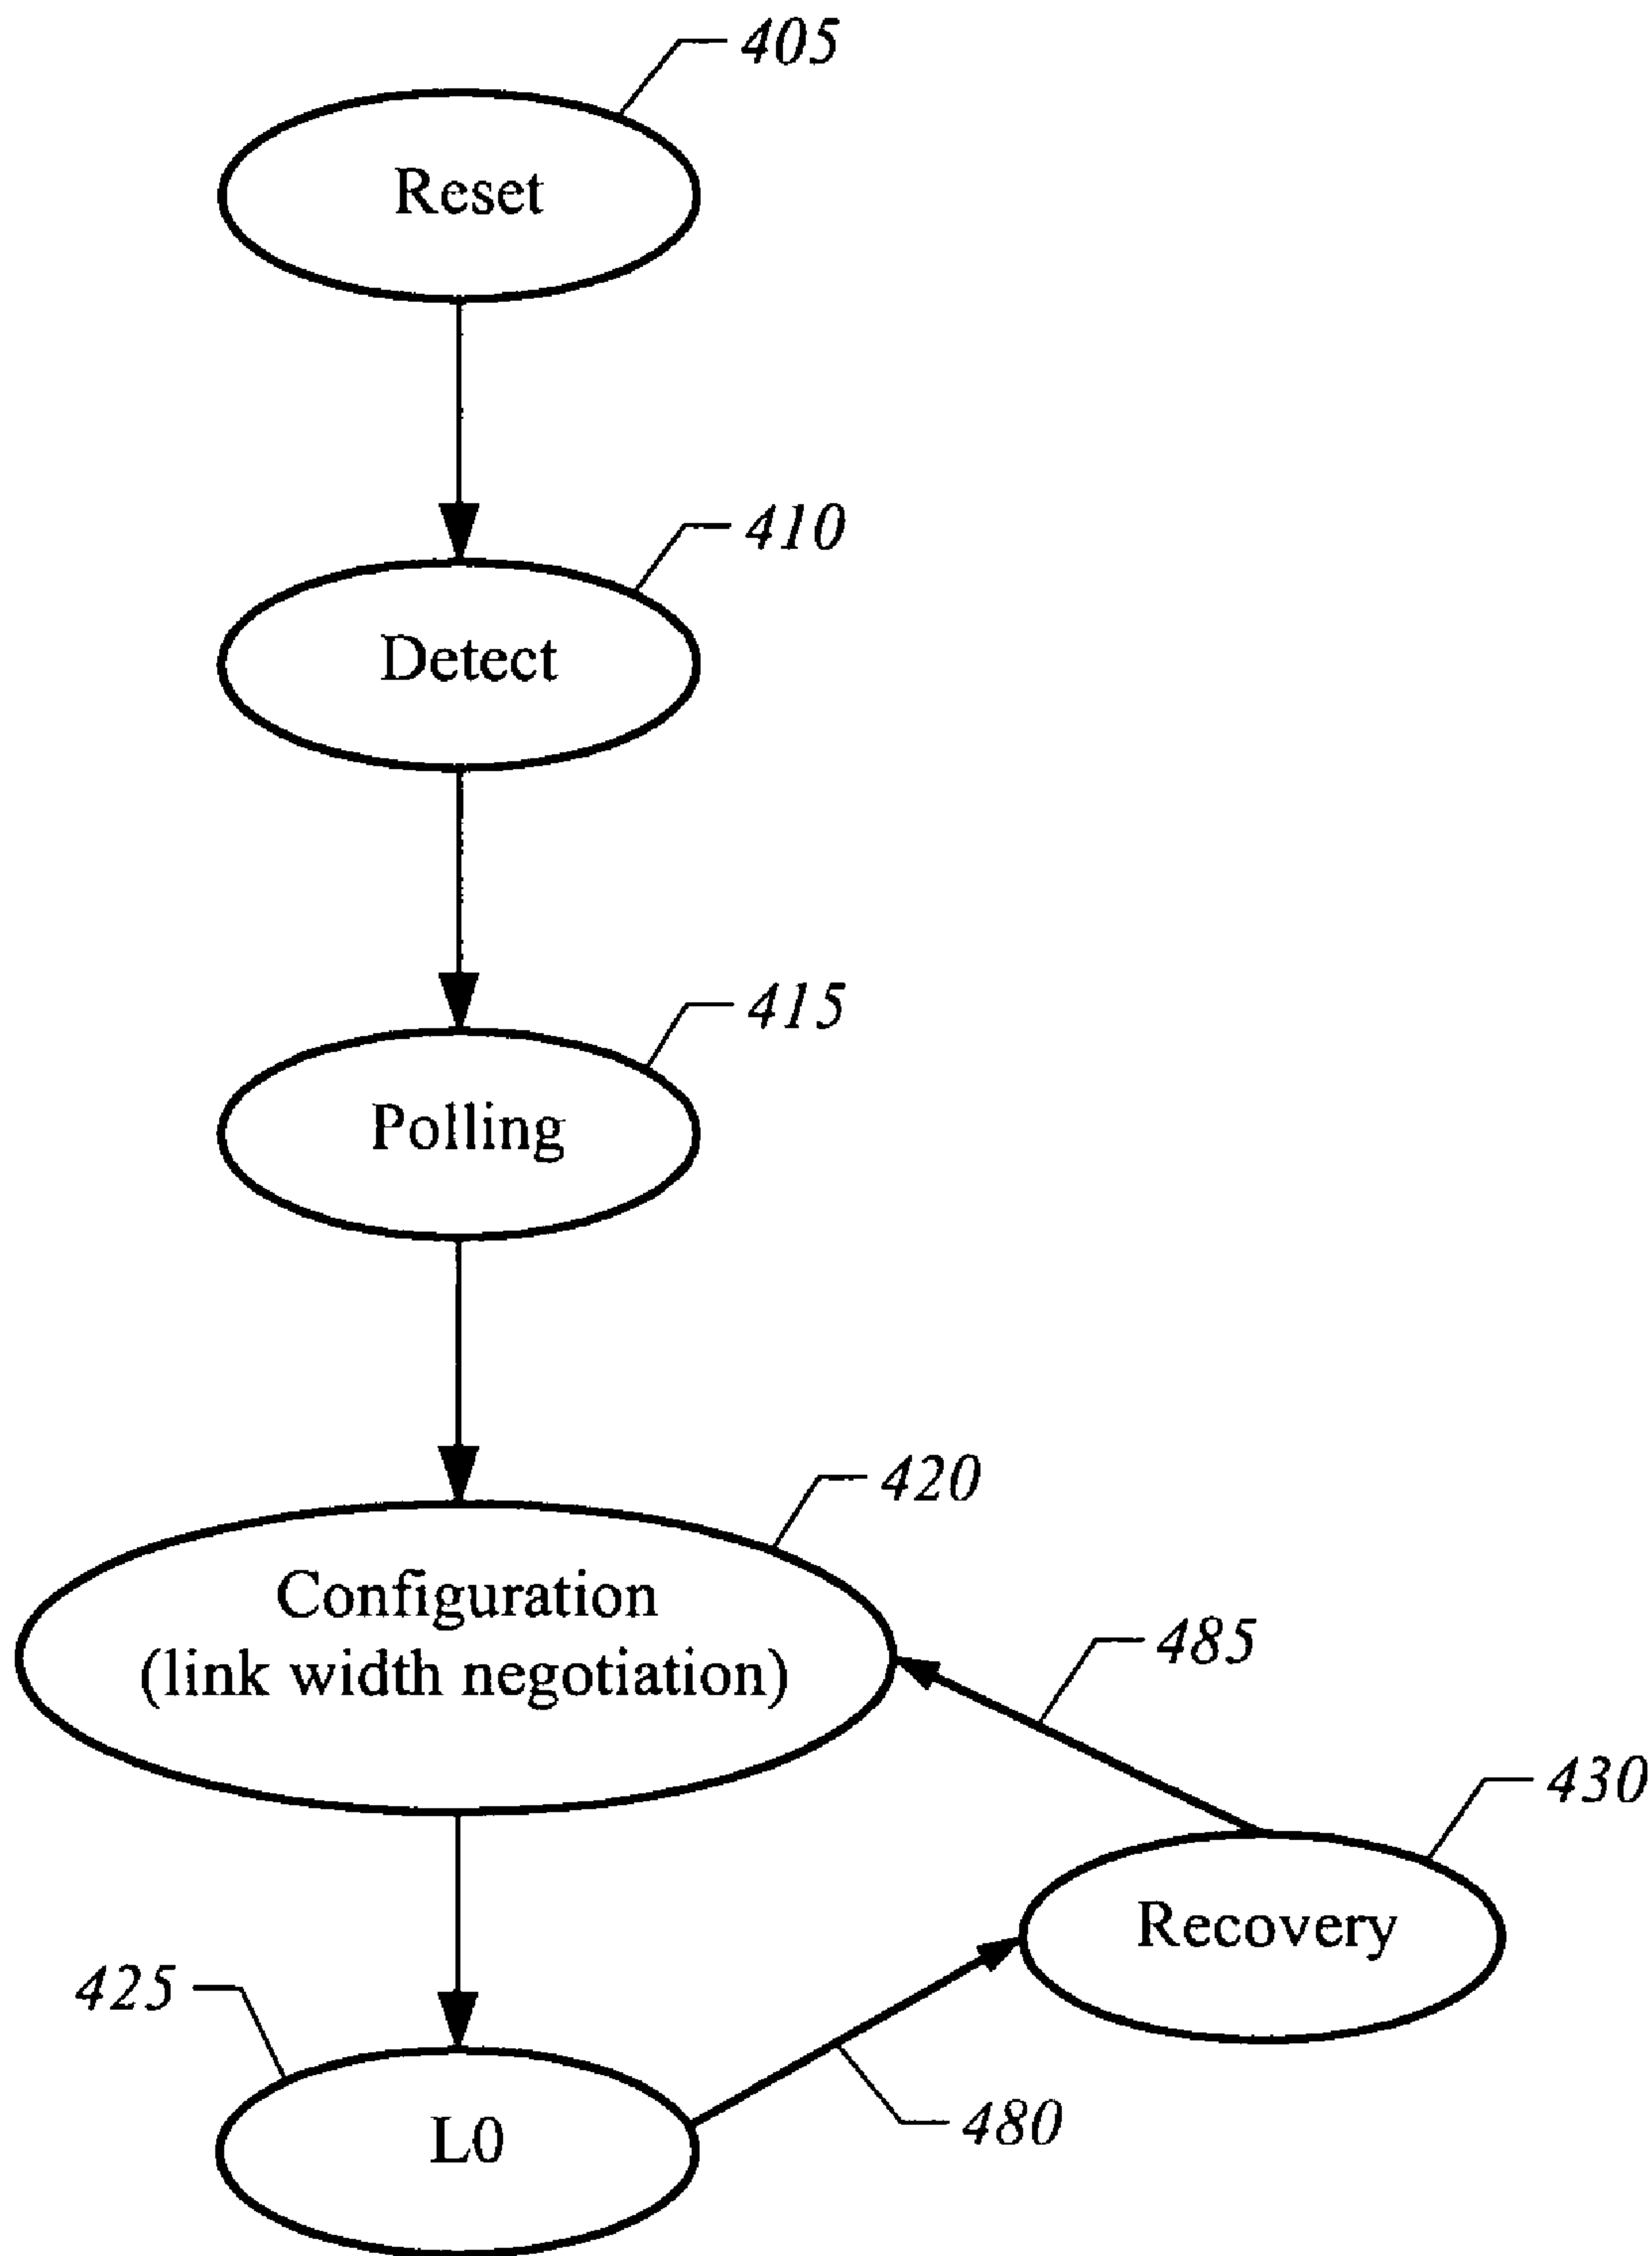 405
Reset
410
Detect
415
Polling
420
Configuration
(link width negotiation)
485
430
Recovery
425
L0
480